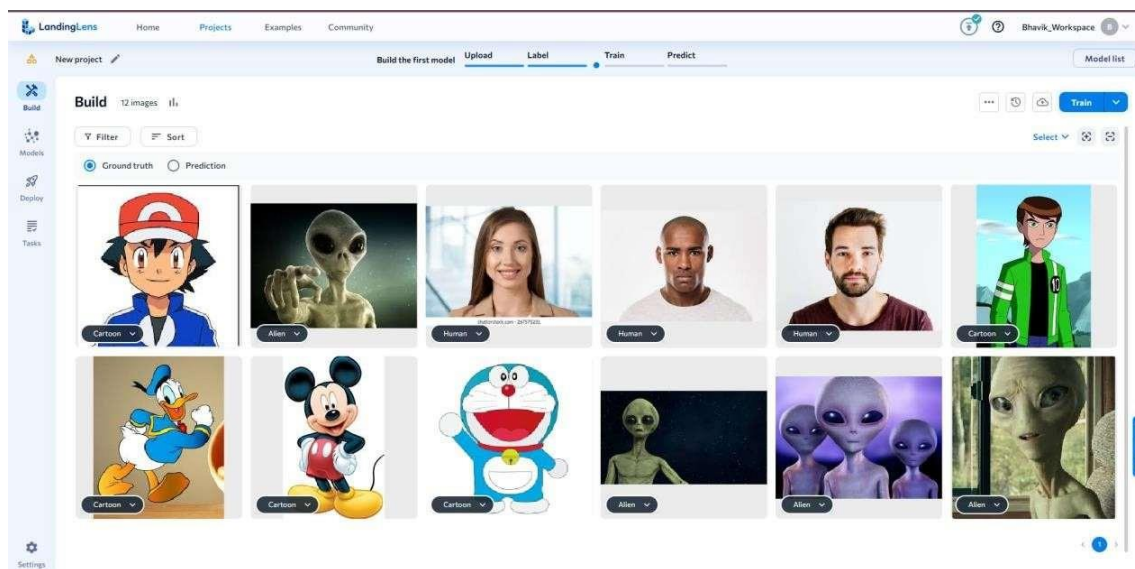 LandingLens Home Projects Examples Community Bhavik_Workspace B
New project Build the first model Upload Label Train Predict Model list
Build
Models
Deploy
Tasks
Settings
Build 12 images Train
Filter Sort Select
Ground truth Prediction
Cartoon Alien Human Human Human Cartoon
10
Cartoon Cartoon Cartoon Alien Alien Alien
1